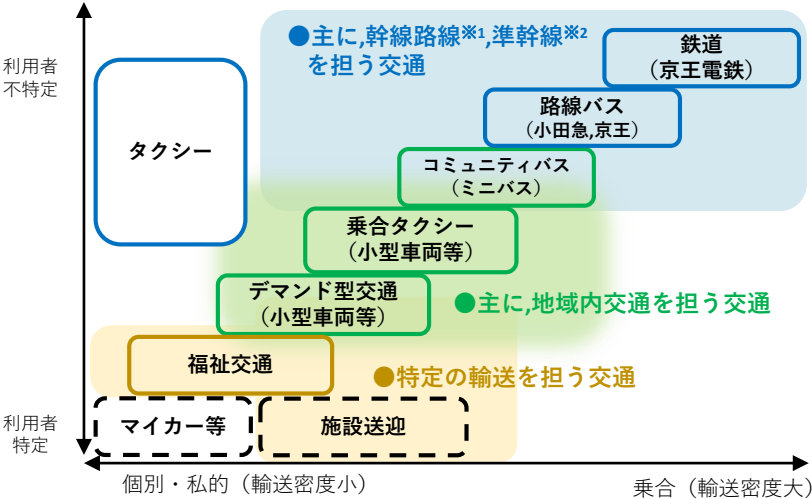 利用者
不特定
●主に,幹線路線※1,準幹線※2
を担う交通
鉄道
（京王電鉄）
路線バス
（小田急,京王）
タクシー
コミュニティバス
（ミニバス）
乗合タクシー
（小型車両等）
デマンド型交通
（小型車両等）
●主に,地域内交通を担う交通
福祉交通
●特定の輸送を担う交通
利用者
特定
マイカー等
施設送迎
個別・私的（輸送密度小）
乗合（輸送密度大）